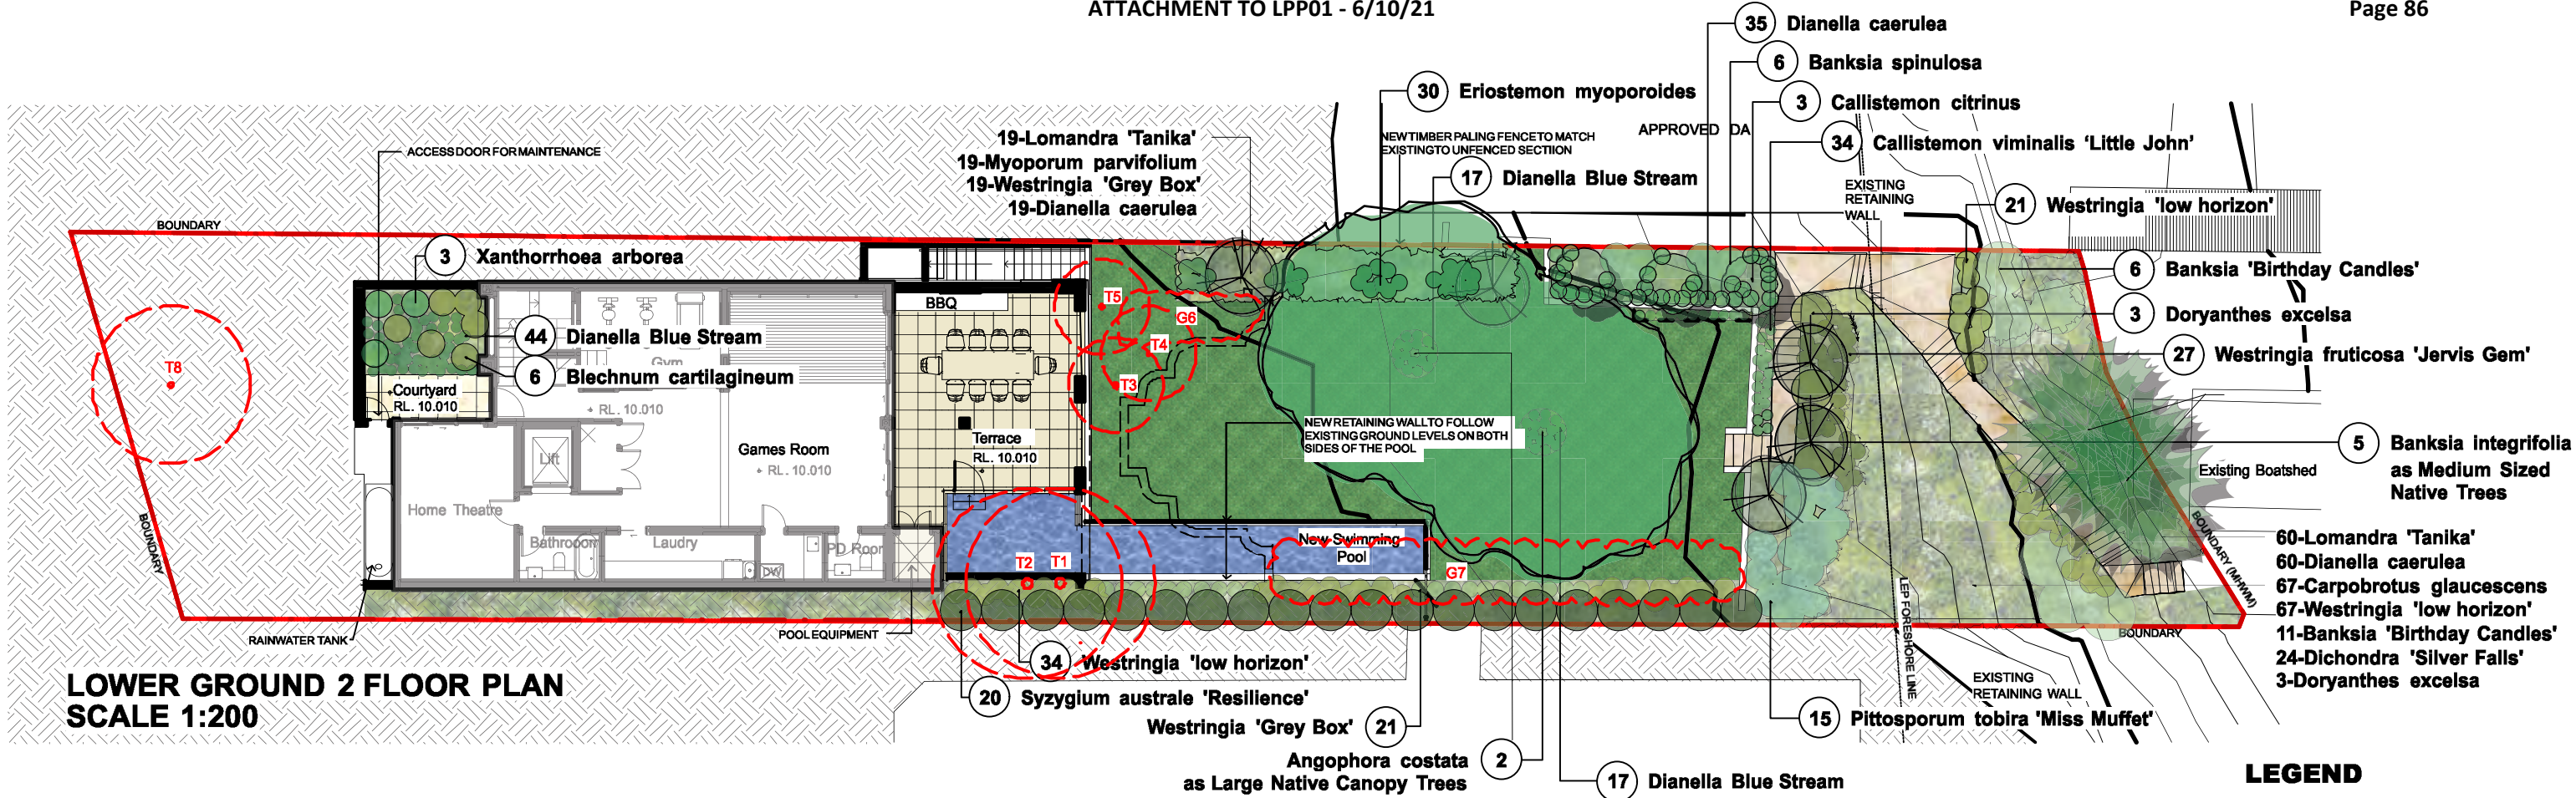 ATTACHMENT TO LPP01 - 6/10/21
Page 86
35 Dianella caerulea
6 Banksia spinulosa
30 Eriostemon myoporoides
3 Callistemon citrinus
NEW TIMBER PALING FENCE TO MATCH
EXISTING TO UNFENCED SECTIION
APPROVED DA
34 Callistemon viminalis ‘Little John’
19-Lomandra 'Tanika'
19-Myoporum parvifolium
19-Westringia 'Grey Box'
19-Dianella caerulea
ACCESS DOOR FOR MAINTENANCE
17 Dianella Blue Stream
EXISTING
RETAINING
WALL
21 Westringia 'low horizon'
BOUNDARY
3 Xanthorrhoea arborea
6 Banksia 'Birthday Candles'
BBQ
T5
G6
3 Doryanthes excelsa
44 Dianella Blue Stream
T4
27 Westringia fruticosa 'Jervis Gem'
Gym
T8
6 Blechnum cartilagineum
T3
Courtyard
RL. 10.010
RL. 10.010
NEW RETAINING WALL TO FOLLOW
EXISTING GROUND LEVELS ON BOTH
SIDES OF THE POOL
Terrace
RL. 10.010
Games Room
RL. 10.010
Lift
5 Banksia integrifolia
as Medium Sized
Native Trees
Existing Boatshed
Home Theatre
BOUNDARY
Bathroom
Laudry
DW
New Swimming
Pool
BOUNDARY (MHWM)
T2
T1
G7
60-Lomandra 'Tanika'
60-Dianella caerulea
67-Carpobrotus glaucescens
67-Westringia 'low horizon'
11-Banksia 'Birthday Candles'
24-Dichondra 'Silver Falls'
3-Doryanthes excelsa
LEP FORESHORE LINE
BOUNDARY
RAINWATER TANK
POOL EQUIPMENT
34 Westringia 'low horizon'
LOWER GROUND 2 FLOOR PLAN
SCALE 1:200
20 Syzygium australe 'Resilience'
EXISTING
RETAINING WALL
Westringia 'Grey Box' 21
15 Pittosporum tobira 'Miss Muffet'
Angophora costata 2
as Large Native Canopy Trees
17 Dianella Blue Stream
LEGEND